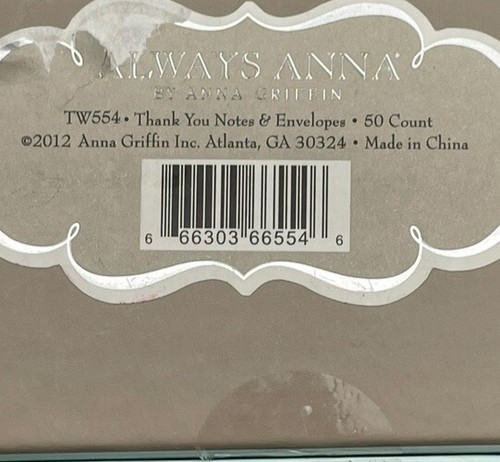 ALWAYS ANNA®
BY ANNA GRIFFIN
TW554 • Thank You Notes & Envelopes • 50 Count
©2012 Anna Griffin Inc. Atlanta, GA 30324 • Made in China
6 66303 66554 6